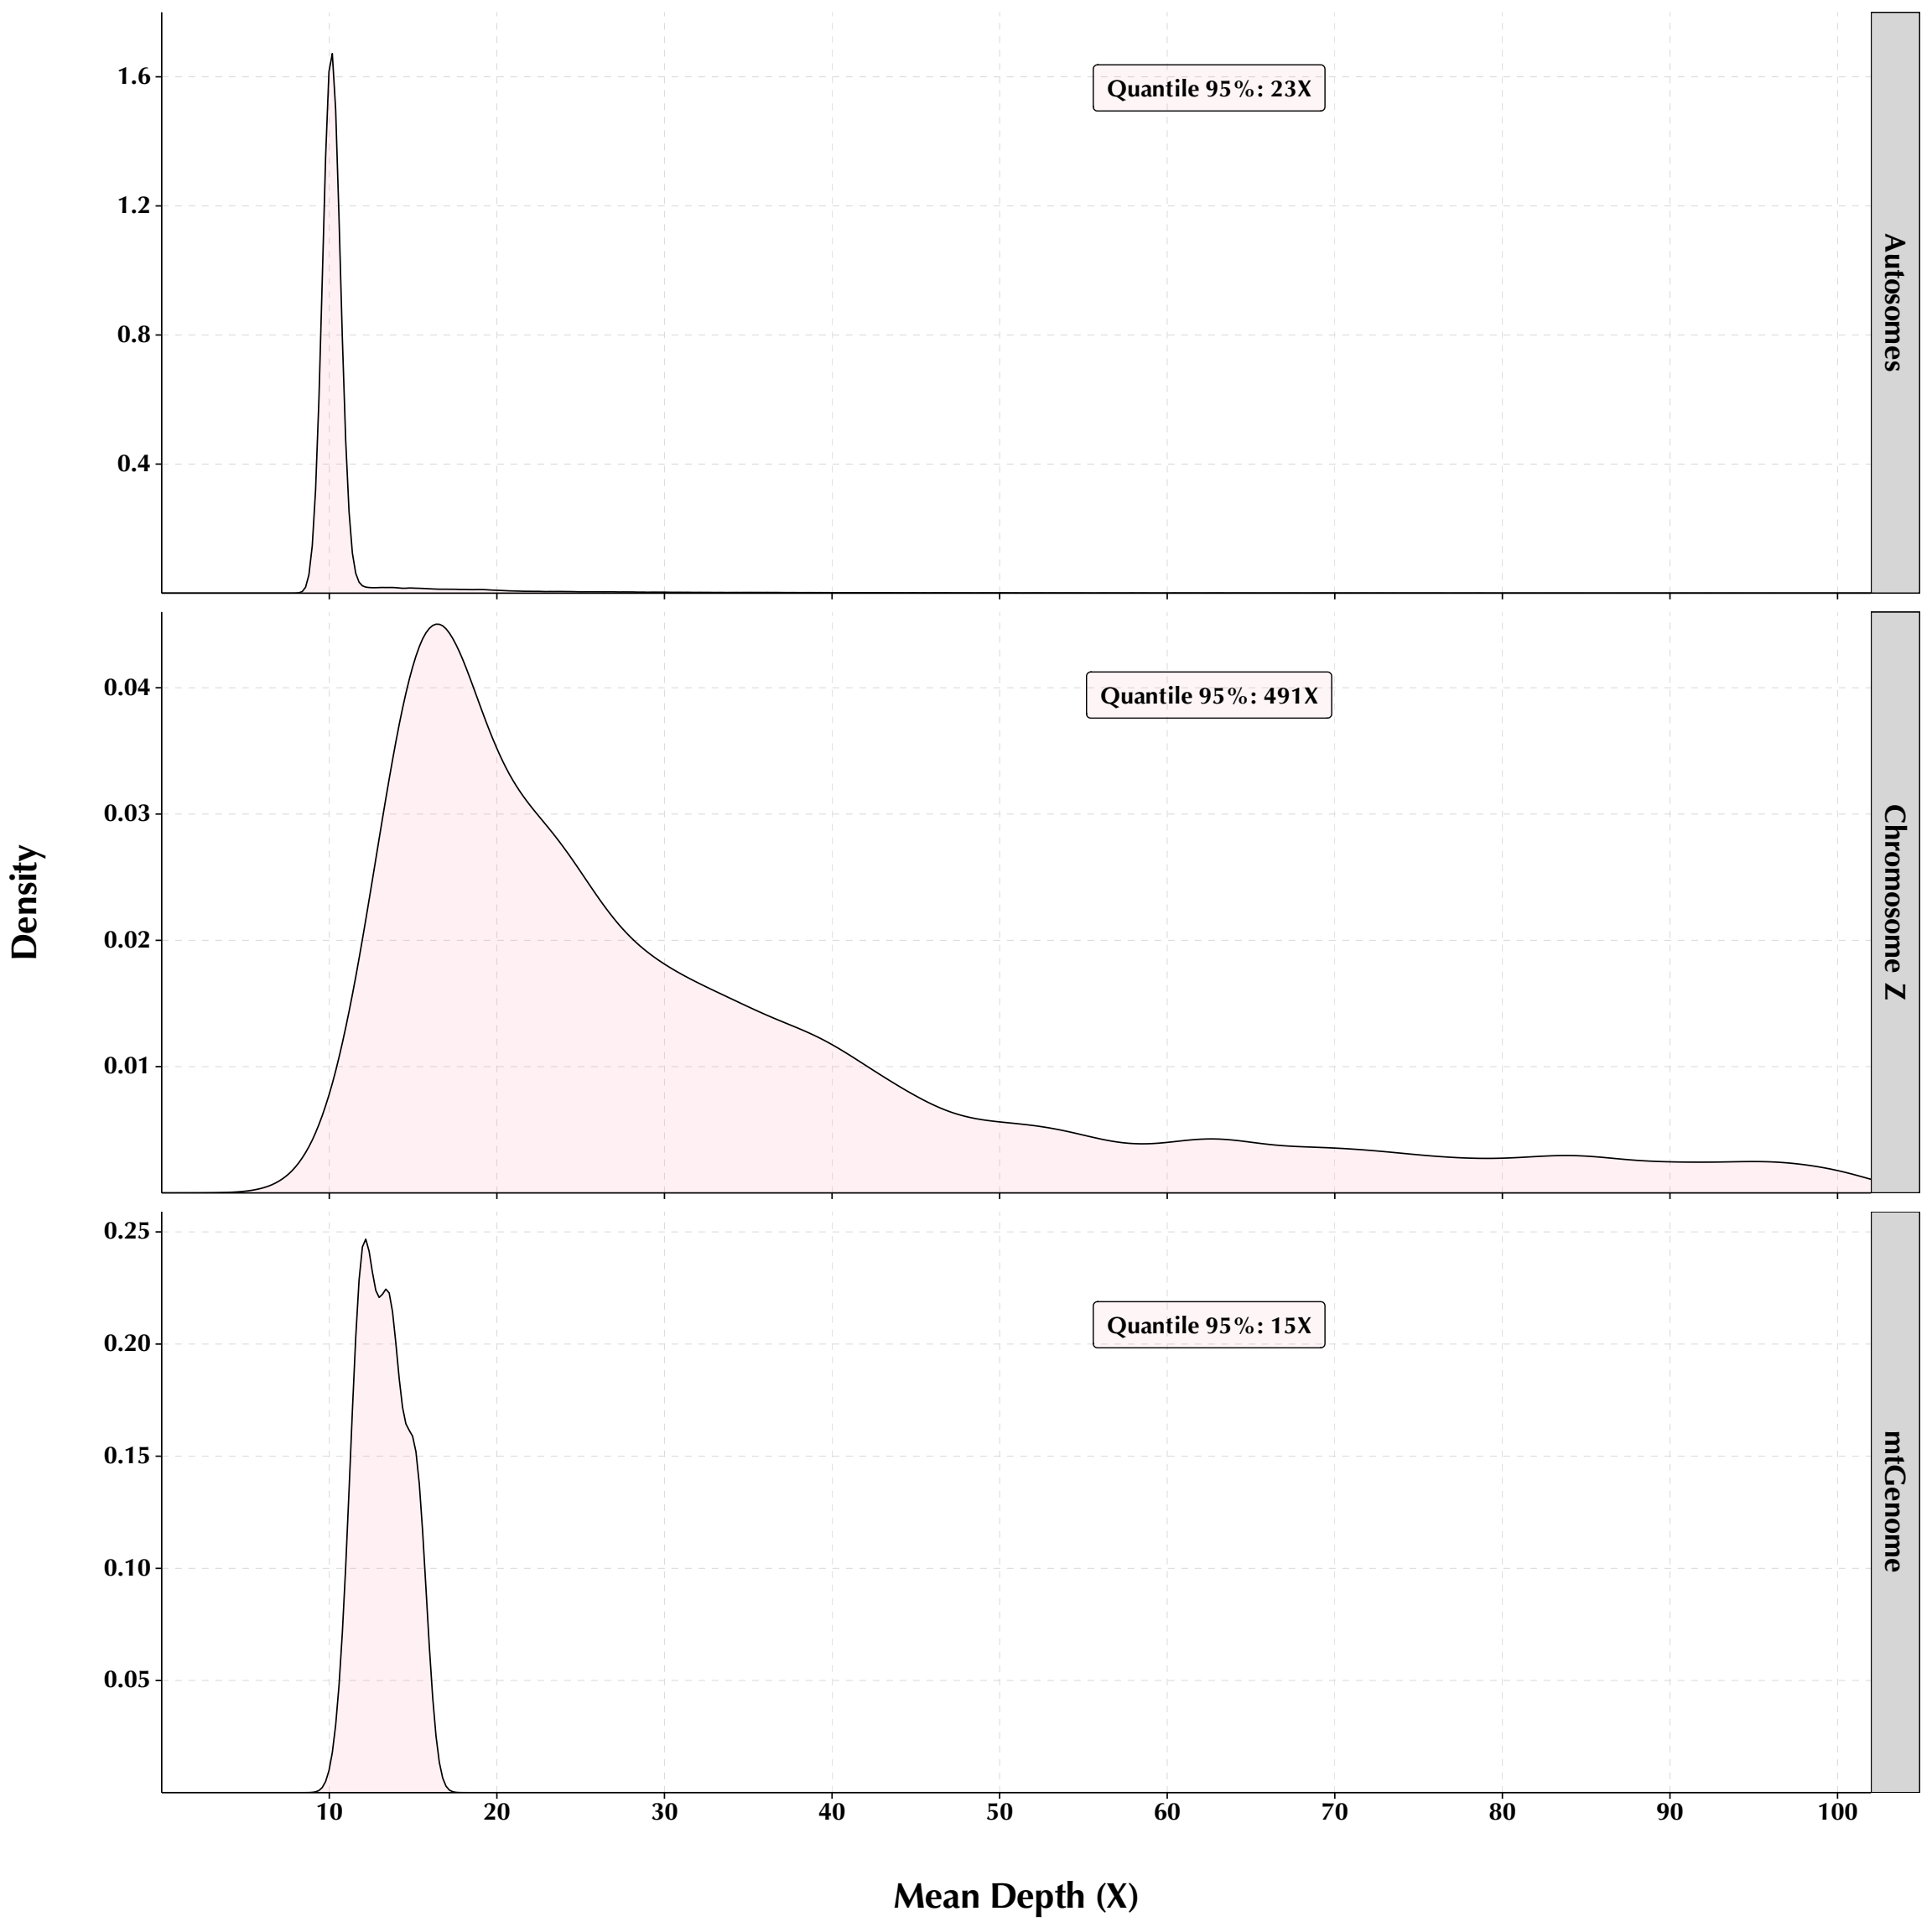 1.6
1.2
0.8
0.4
Quantile 95%: 23X
Autosomes
0.04
0.03
0.02
0.01
Quantile 95%: 491X
Chromosome Z
Density
0.25
0.20
0.15
0.10
0.05
Quantile 95%: 15X
mtGenome
10 20 30 40 50 60 70 80 90 100
Mean Depth (X)